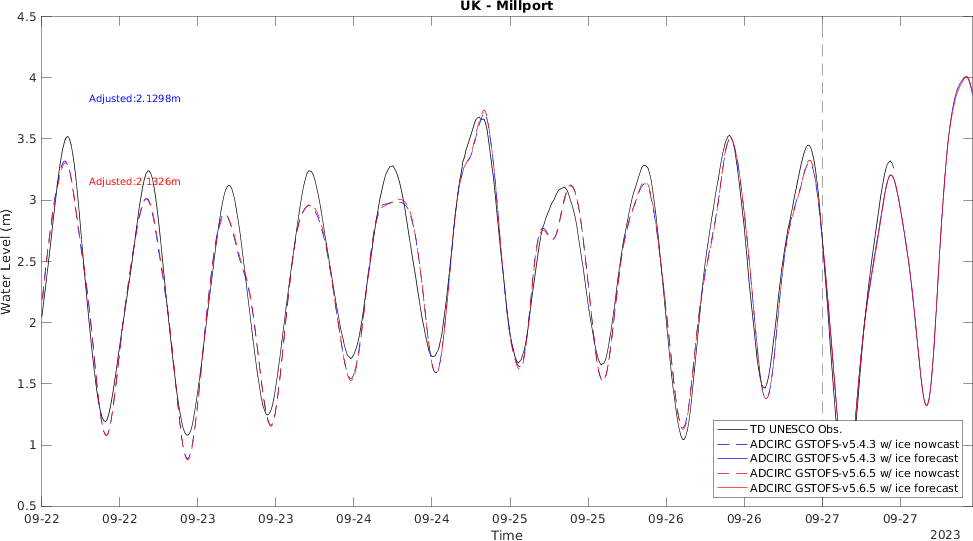 UK - Millport
4.5
4
3.5
3
2.5
2
1.5
1
0.5
Water Level (m)
Adjusted:2.1298m
Adjusted:2.1326m
TD UNESCO Obs.
ADCIRC GSTOFS-v5.4.3 w/ ice nowcast
ADCIRC GSTOFS-v5.4.3 w/ ice forecast
ADCIRC GSTOFS-v5.6.5 w/ ice nowcast
ADCIRC GSTOFS-v5.6.5 w/ ice forecast
09-22 09-22 09-23 09-23 09-24 09-24 09-25 09-25 09-26 09-26 09-27 09-27
Time
2023